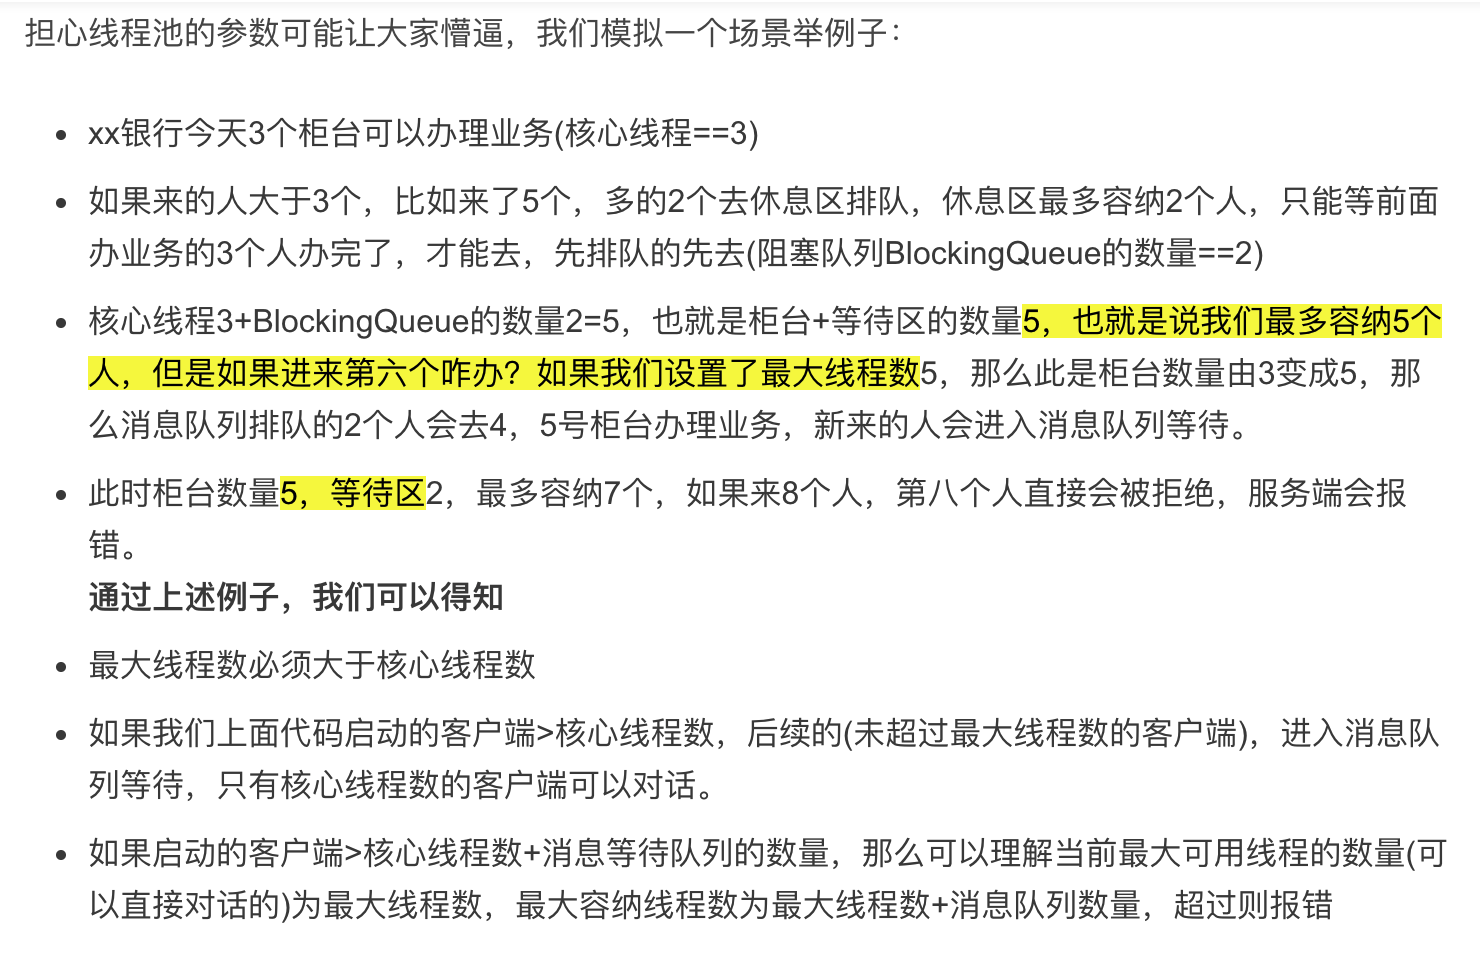 担心线程池的参数可能让大家懵逼，我们模拟一个场景举例子：
• xx银行今天3个柜台可以办理业务(核心线程==3)
• 如果来的人大于3个，比如来了5个，多的2个去休息区排队，休息区最多容纳2个人，只能等前面
办业务的3个人办完了，才能去，先排队的先去(阻塞队列BlockingQueue的数量==2)
• 核心线程3+BlockingQueue的数量2=5，也就是柜台+等待区的数量5，也就是说我们最多容纳5个
人，但是如果进来第六个咋办？如果我们设置了最大线程数5，那么此是柜台数量由3变成5，那
么消息队列排队的2个人会去4，5号柜台办理业务，新来的人会进入消息队列等待。
• 此时柜台数量5，等待区2，最多容纳7个，如果来8个人，第八个人直接会被拒绝，服务端会报
错。
通过上述例子，我们可以得知
• 最大线程数必须大于核心线程数
• 如果我们上面代码启动的客户端>核心线程数，后续的(未超过最大线程数的客户端)，进入消息队
列等待，只有核心线程数的客户端可以对话。
• 如果启动的客户端>核心线程数+消息等待队列的数量，那么可以理解当前最大可用线程的数量(可
以直接对话的)为最大线程数，最大容纳线程数为最大线程数+消息队列数量，超过则报错